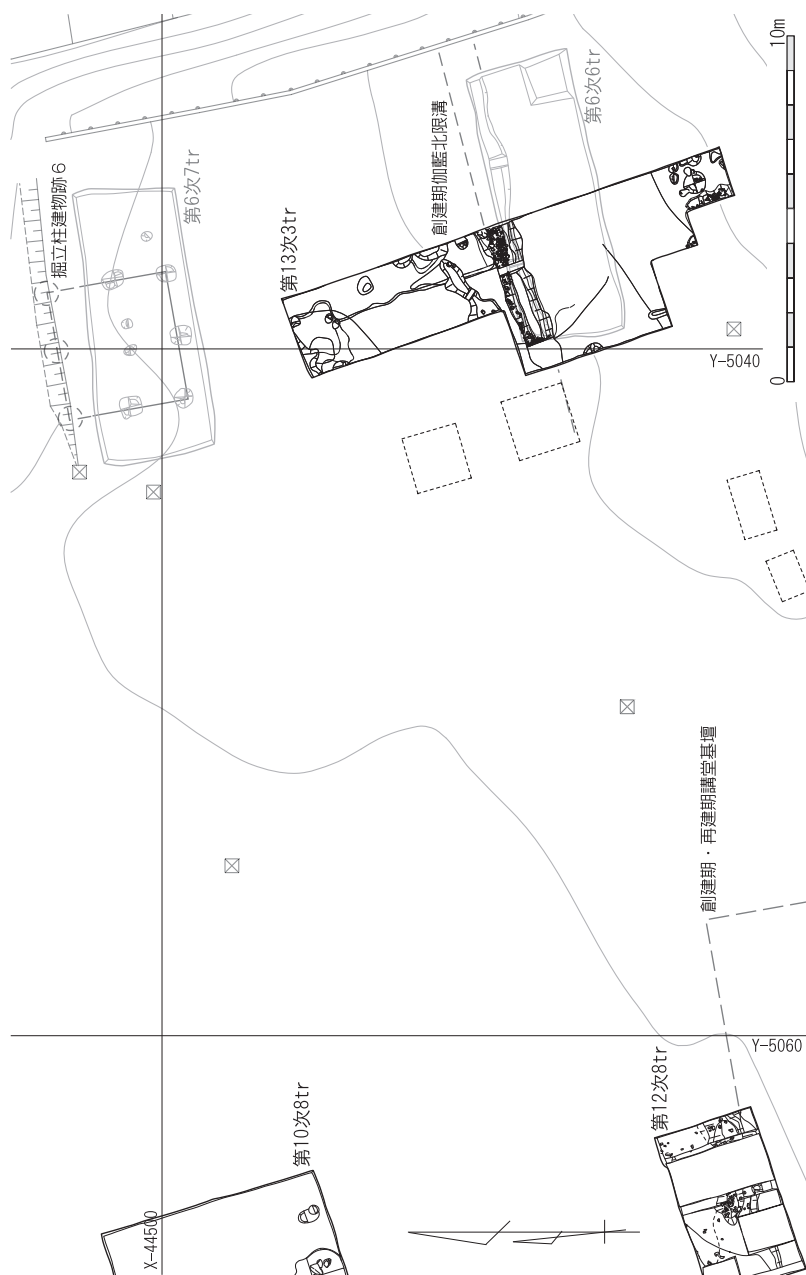 10m
0
第6次6tr
創建期伽藍北限溝
第13次3tr
第6次7tr
掘立柱建物跡6
Y-5040
創建期・再建期講堂基壇
Y-5060
第12次8tr
第10次8tr
X-44500